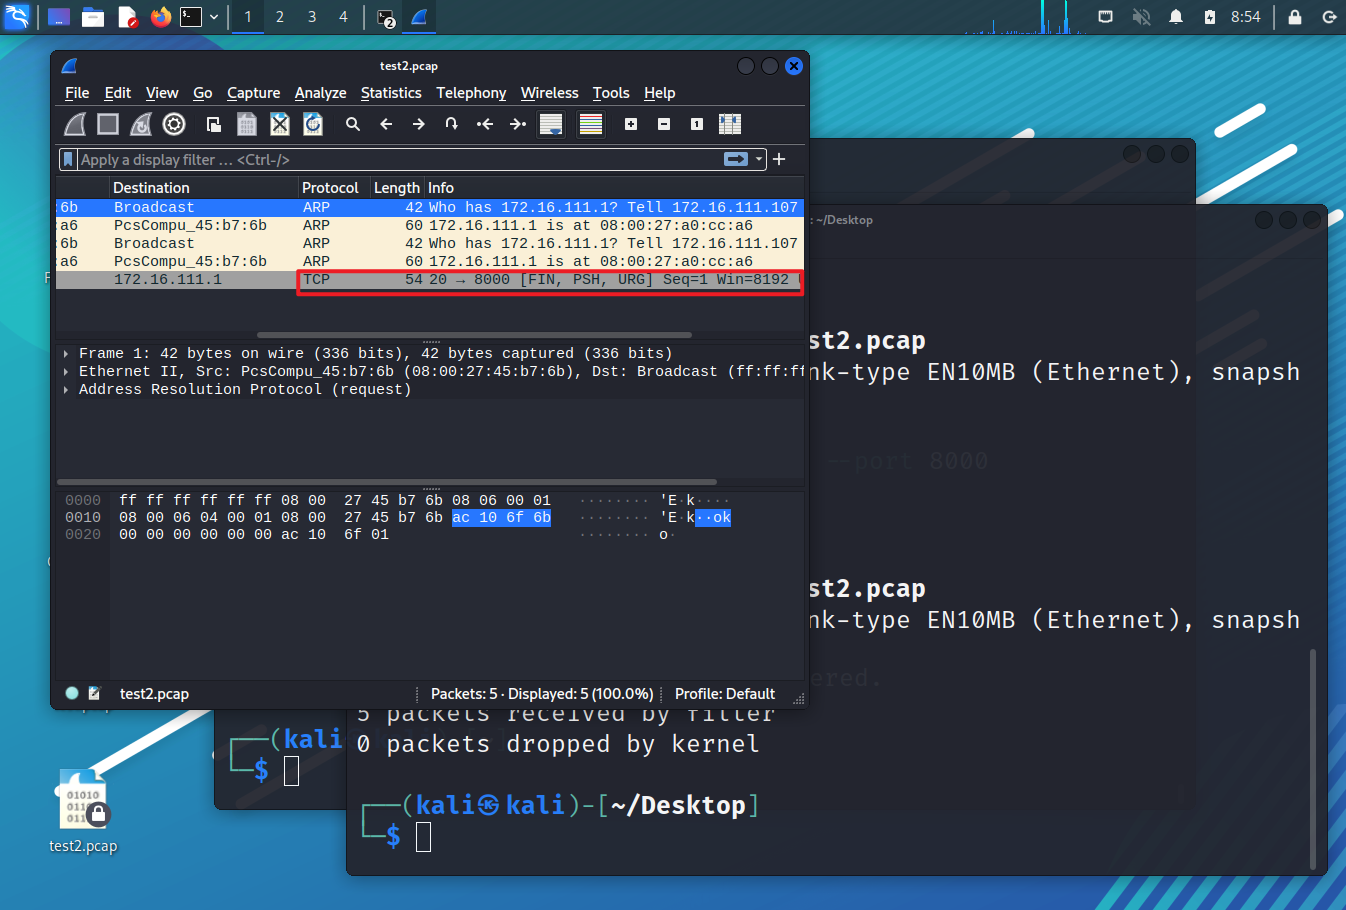 1 2 3 4 2 8:54
test2.pcap
File Edit View Go Capture Analyze Statistics Telephony Wireless Tools Help
Apply a display filter … <Ctrl-/>
Destination Protocol Length Info
:6b Broadcast ARP 42 Who has 172.16.111.1? Tell 172.16.111.107
:a6 PcsCompu_45:b7:6b ARP 60 172.16.111.1 is at 08:00:27:a0:cc:a6
:6b Broadcast ARP 42 Who has 172.16.111.1? Tell 172.16.111.107
:a6 PcsCompu_45:b7:6b ARP 60 172.16.111.1 is at 08:00:27:a0:cc:a6
172.16.111.1 TCP 54 20 → 8000 [FIN, PSH, URG] Seq=1 Win=8192
Frame 1: 42 bytes on wire (336 bits), 42 bytes captured (336 bits)
Ethernet II, Src: PcsCompu_45:b7:6b (08:00:27:45:b7:6b), Dst: Broadcast (ff:ff:ff
Address Resolution Protocol (request)
0000 ff ff ff ff ff ff 08 00 27 45 b7 6b 08 06 00 01 ········ 'E·k····
0010 08 00 06 04 00 01 08 00 27 45 b7 6b ac 10 6f 6b ········ 'E·k··ok
0020 00 00 00 00 00 00 ac 10 6f 01 ········ o·
test2.pcap Packets: 5 · Displayed: 5 (100.0%) Profile: Default
: ~/Desktop
st2.pcap
nk-type EN10MB (Ethernet), snapsh
--port 8000
st2.pcap
nk-type EN10MB (Ethernet), snapsh
ered.
5 packets received by filter
0 packets dropped by kernel
(kali
$
(kali㉿kali)-[~/Desktop]
$
01010
test2.pcap